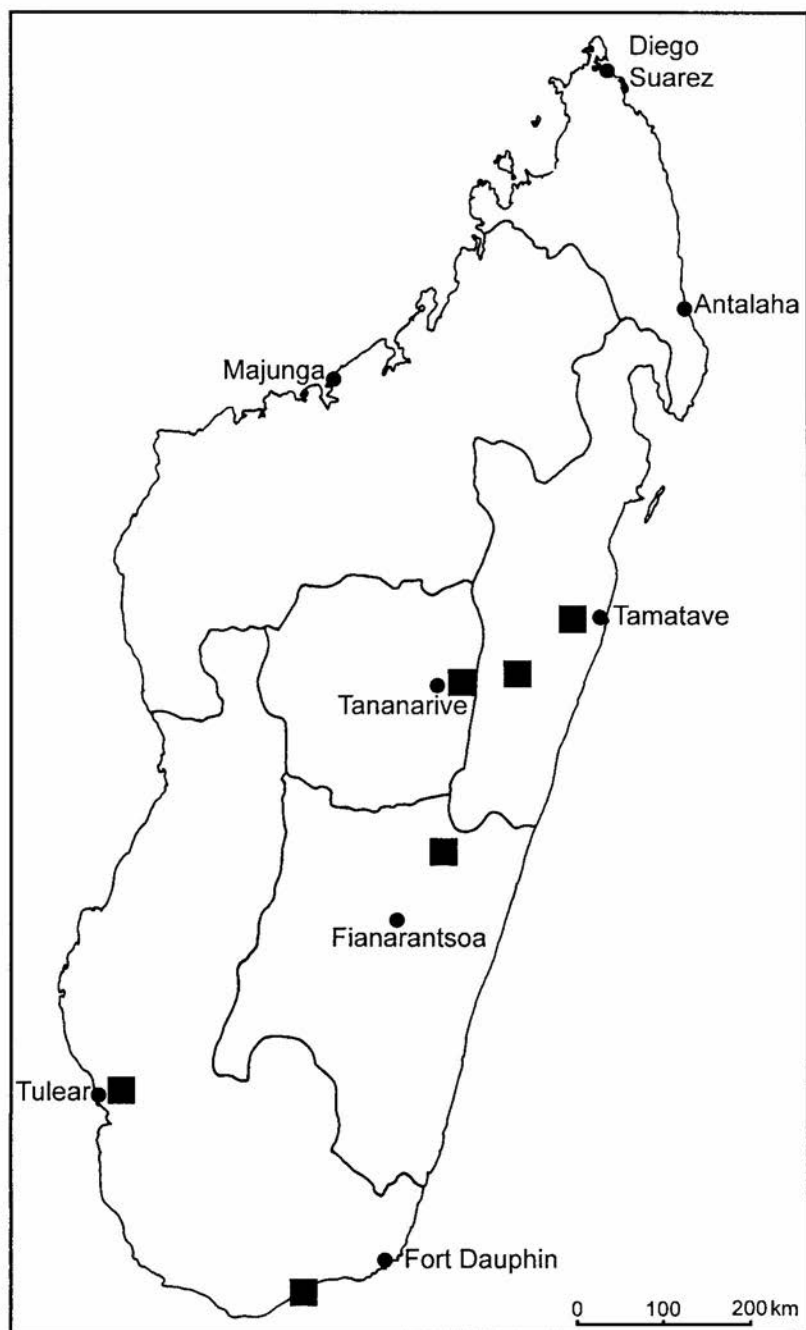 Diego
Suarez
Antalaha
Majunga
Tamatave
Tananarive
Fianarantsoa
Tulear
Fort Dauphin
0 100 200 km